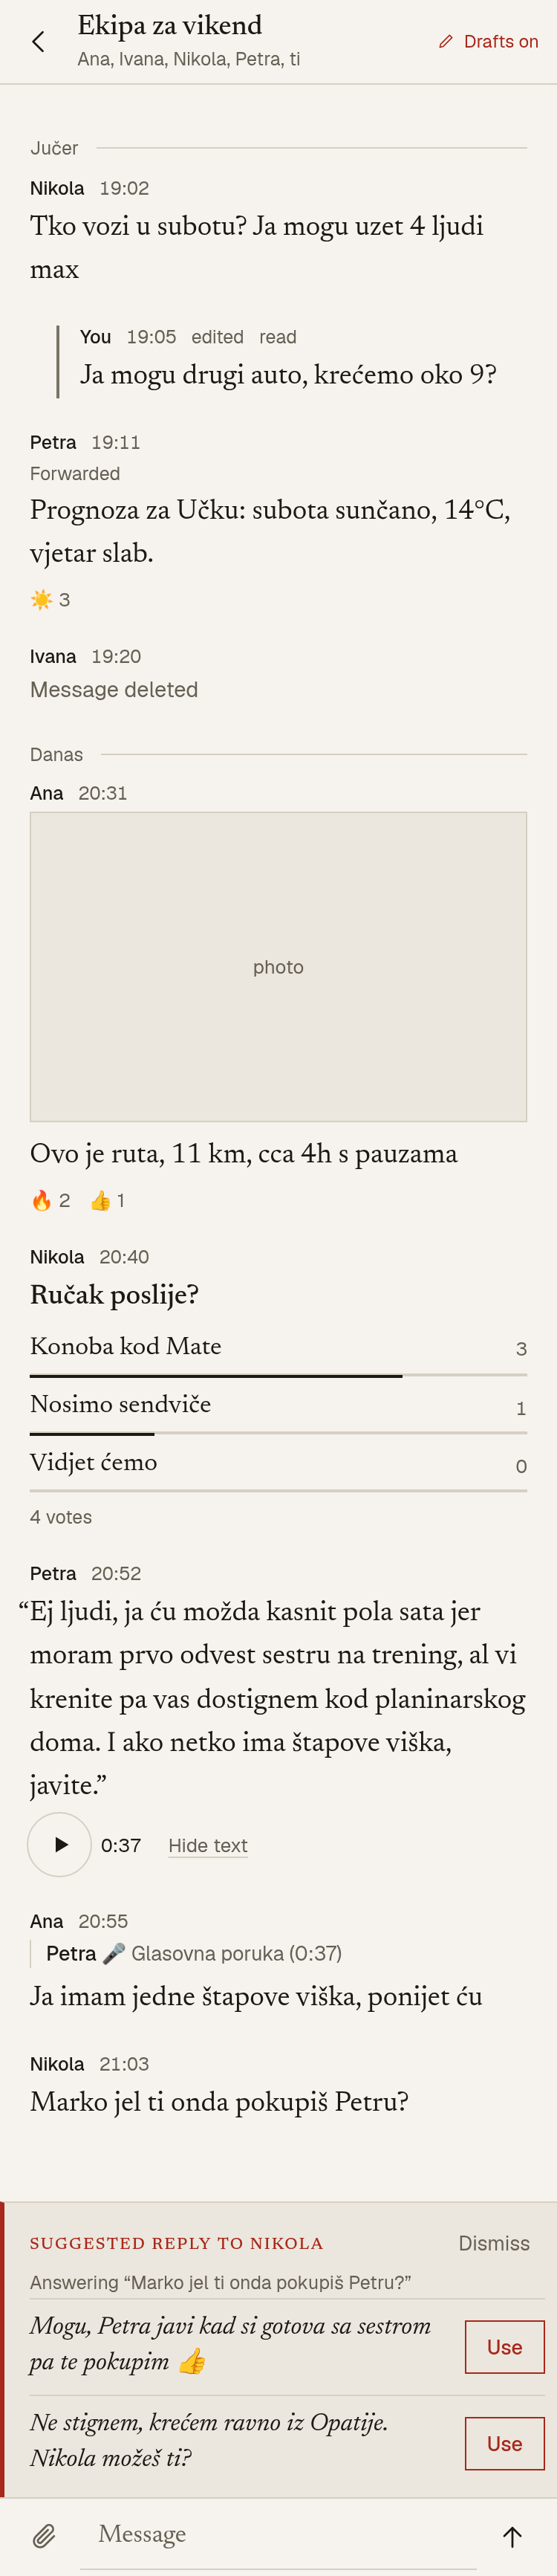 Ekipa za vikend
Ana, Ivana, Nikola, Petra, ti
Drafts on
Jučer
Nikola 19:02
Tko vozi u subotu? Ja mogu uzet 4 ljudi
max
You 19:05 edited read
Ja mogu drugi auto, krećemo oko 9?
Petra 19:11
Forwarded
Prognoza za Učku: subota sunčano, 14°C,
vjetar slab.
☀️ 3
Ivana 19:20
Message deleted
Danas
Ana 20:31
photo
Ovo je ruta, 11 km, cca 4h s pauzama
🔥 2 👍 1
Nikola 20:40
Ručak poslije?
Konoba kod Mate 3
Nosimo sendviče 1
Vidjet ćemo 0
4 votes
Petra 20:52
“Ej ljudi, ja ću možda kasnit pola sata jer
moram prvo odvest sestru na trening, al vi
krenite pa vas dostignem kod planinarskog
doma. I ako netko ima štapove viška,
javite.”
0:37 Hide text
Ana 20:55
Petra 🎤 Glasovna poruka (0:37)
Ja imam jedne štapove viška, ponijet ću
Nikola 21:03
Marko jel ti onda pokupiš Petru?
SUGGESTED REPLY TO NIKOLA
Dismiss
Answering “Marko jel ti onda pokupiš Petru?”
Mogu, Petra javi kad si gotova sa sestrom
pa te pokupim 👍
Use
Ne stignem, krećem ravno iz Opatije.
Nikola možeš ti?
Use
Message